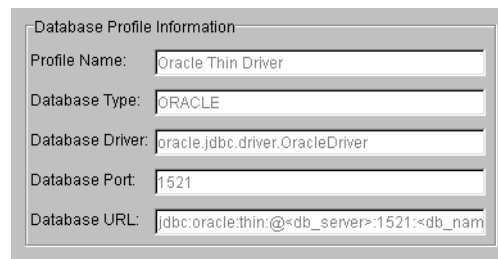 Database Profile Information
Profile Name: Oracle Thin Driver
Database Type: ORACLE
Database Driver: oracle.jdbc.driver.OracleDriver
Database Port: 1521
Database URL: jdbc:oracle:thin:@<db_server>:1521:<db_nam